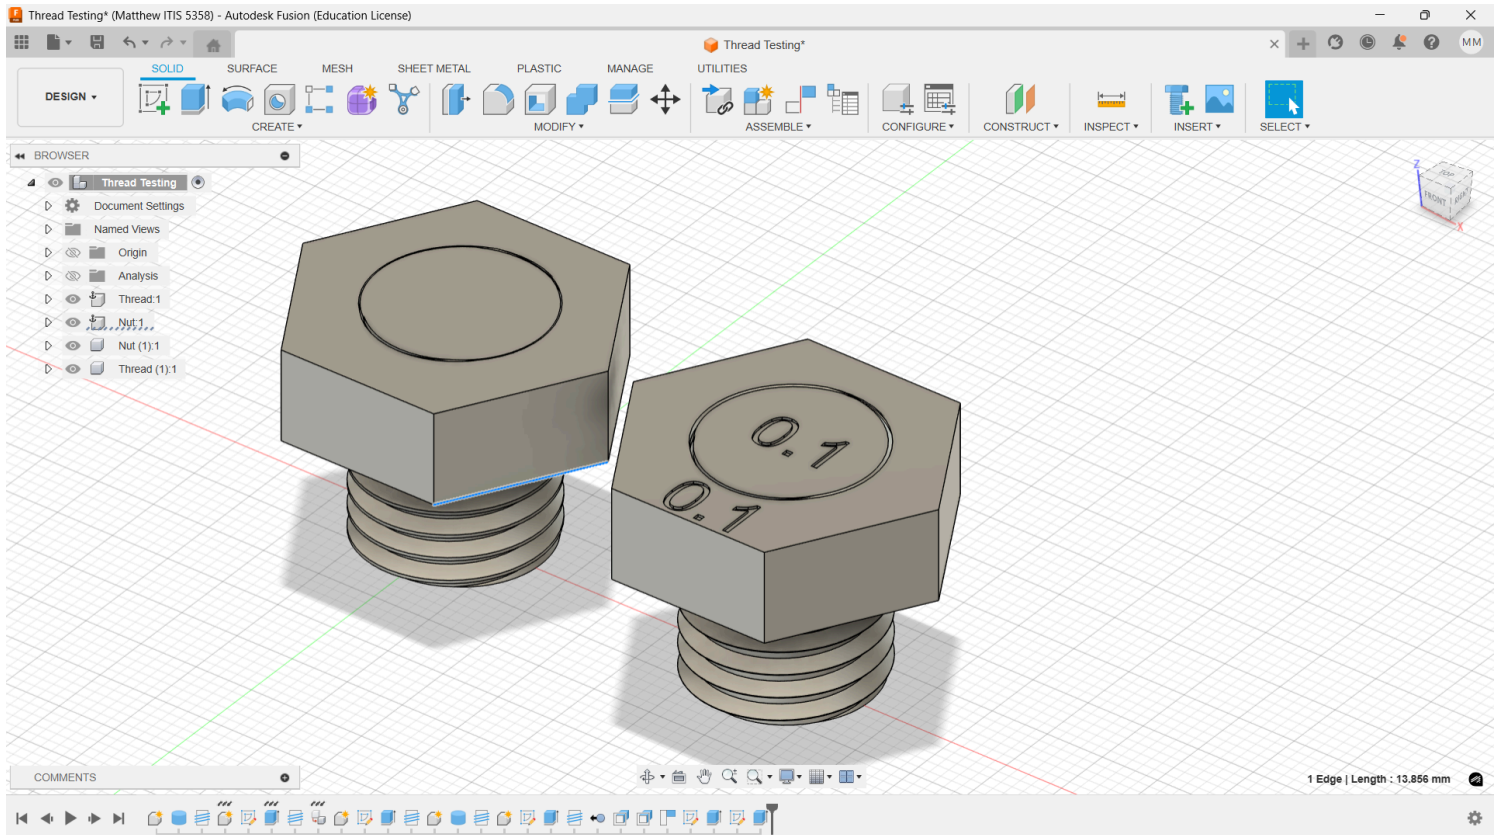 Thread Testing* (Matthew ITIS 5358) - Autodesk Fusion (Education License)
Thread Testing*
MM
DESIGN
SOLID SURFACE MESH SHEET METAL PLASTIC MANAGE UTILITIES
CREATE MODIFY ASSEMBLE CONFIGURE CONSTRUCT INSPECT INSERT SELECT
BROWSER
Thread Testing
Document Settings
Named Views
Origin
Analysis
Thread:1
Nut:1
Nut (1):1
Thread (1):1
Z
TOP
FRONT
RIGHT
X
0.1
0.1
COMMENTS
1 Edge | Length : 13.856 mm